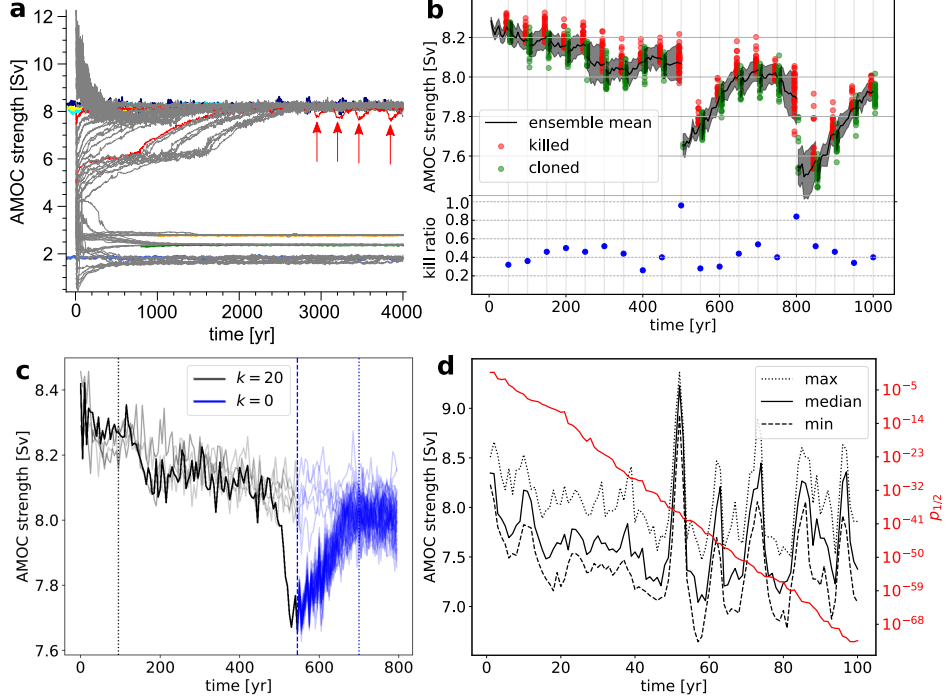 a
AMOC strength [Sv]
12
10
8
6
4
2
0
1000
2000
3000
4000
time [yr]
b
AMOC strength [Sv]
8.2
8.0
7.8
7.6
ensemble mean
killed
cloned
kill ratio
1.0
0.8
0.6
0.4
0.2
0
200
400
600
800
1000
time [yr]
c
AMOC strength [Sv]
8.4
8.2
8.0
7.8
7.6
k = 20
k = 0
0
200
400
600
800
time [yr]
d
AMOC strength [Sv]
9.0
8.5
8.0
7.5
7.0
max
median
min
10^{-5}
10^{-14}
10^{-23}
10^{-32}
10^{-41}
10^{-50}
10^{-59}
10^{-68}
p_{1/2}
0
20
40
60
80
100
time [yr]